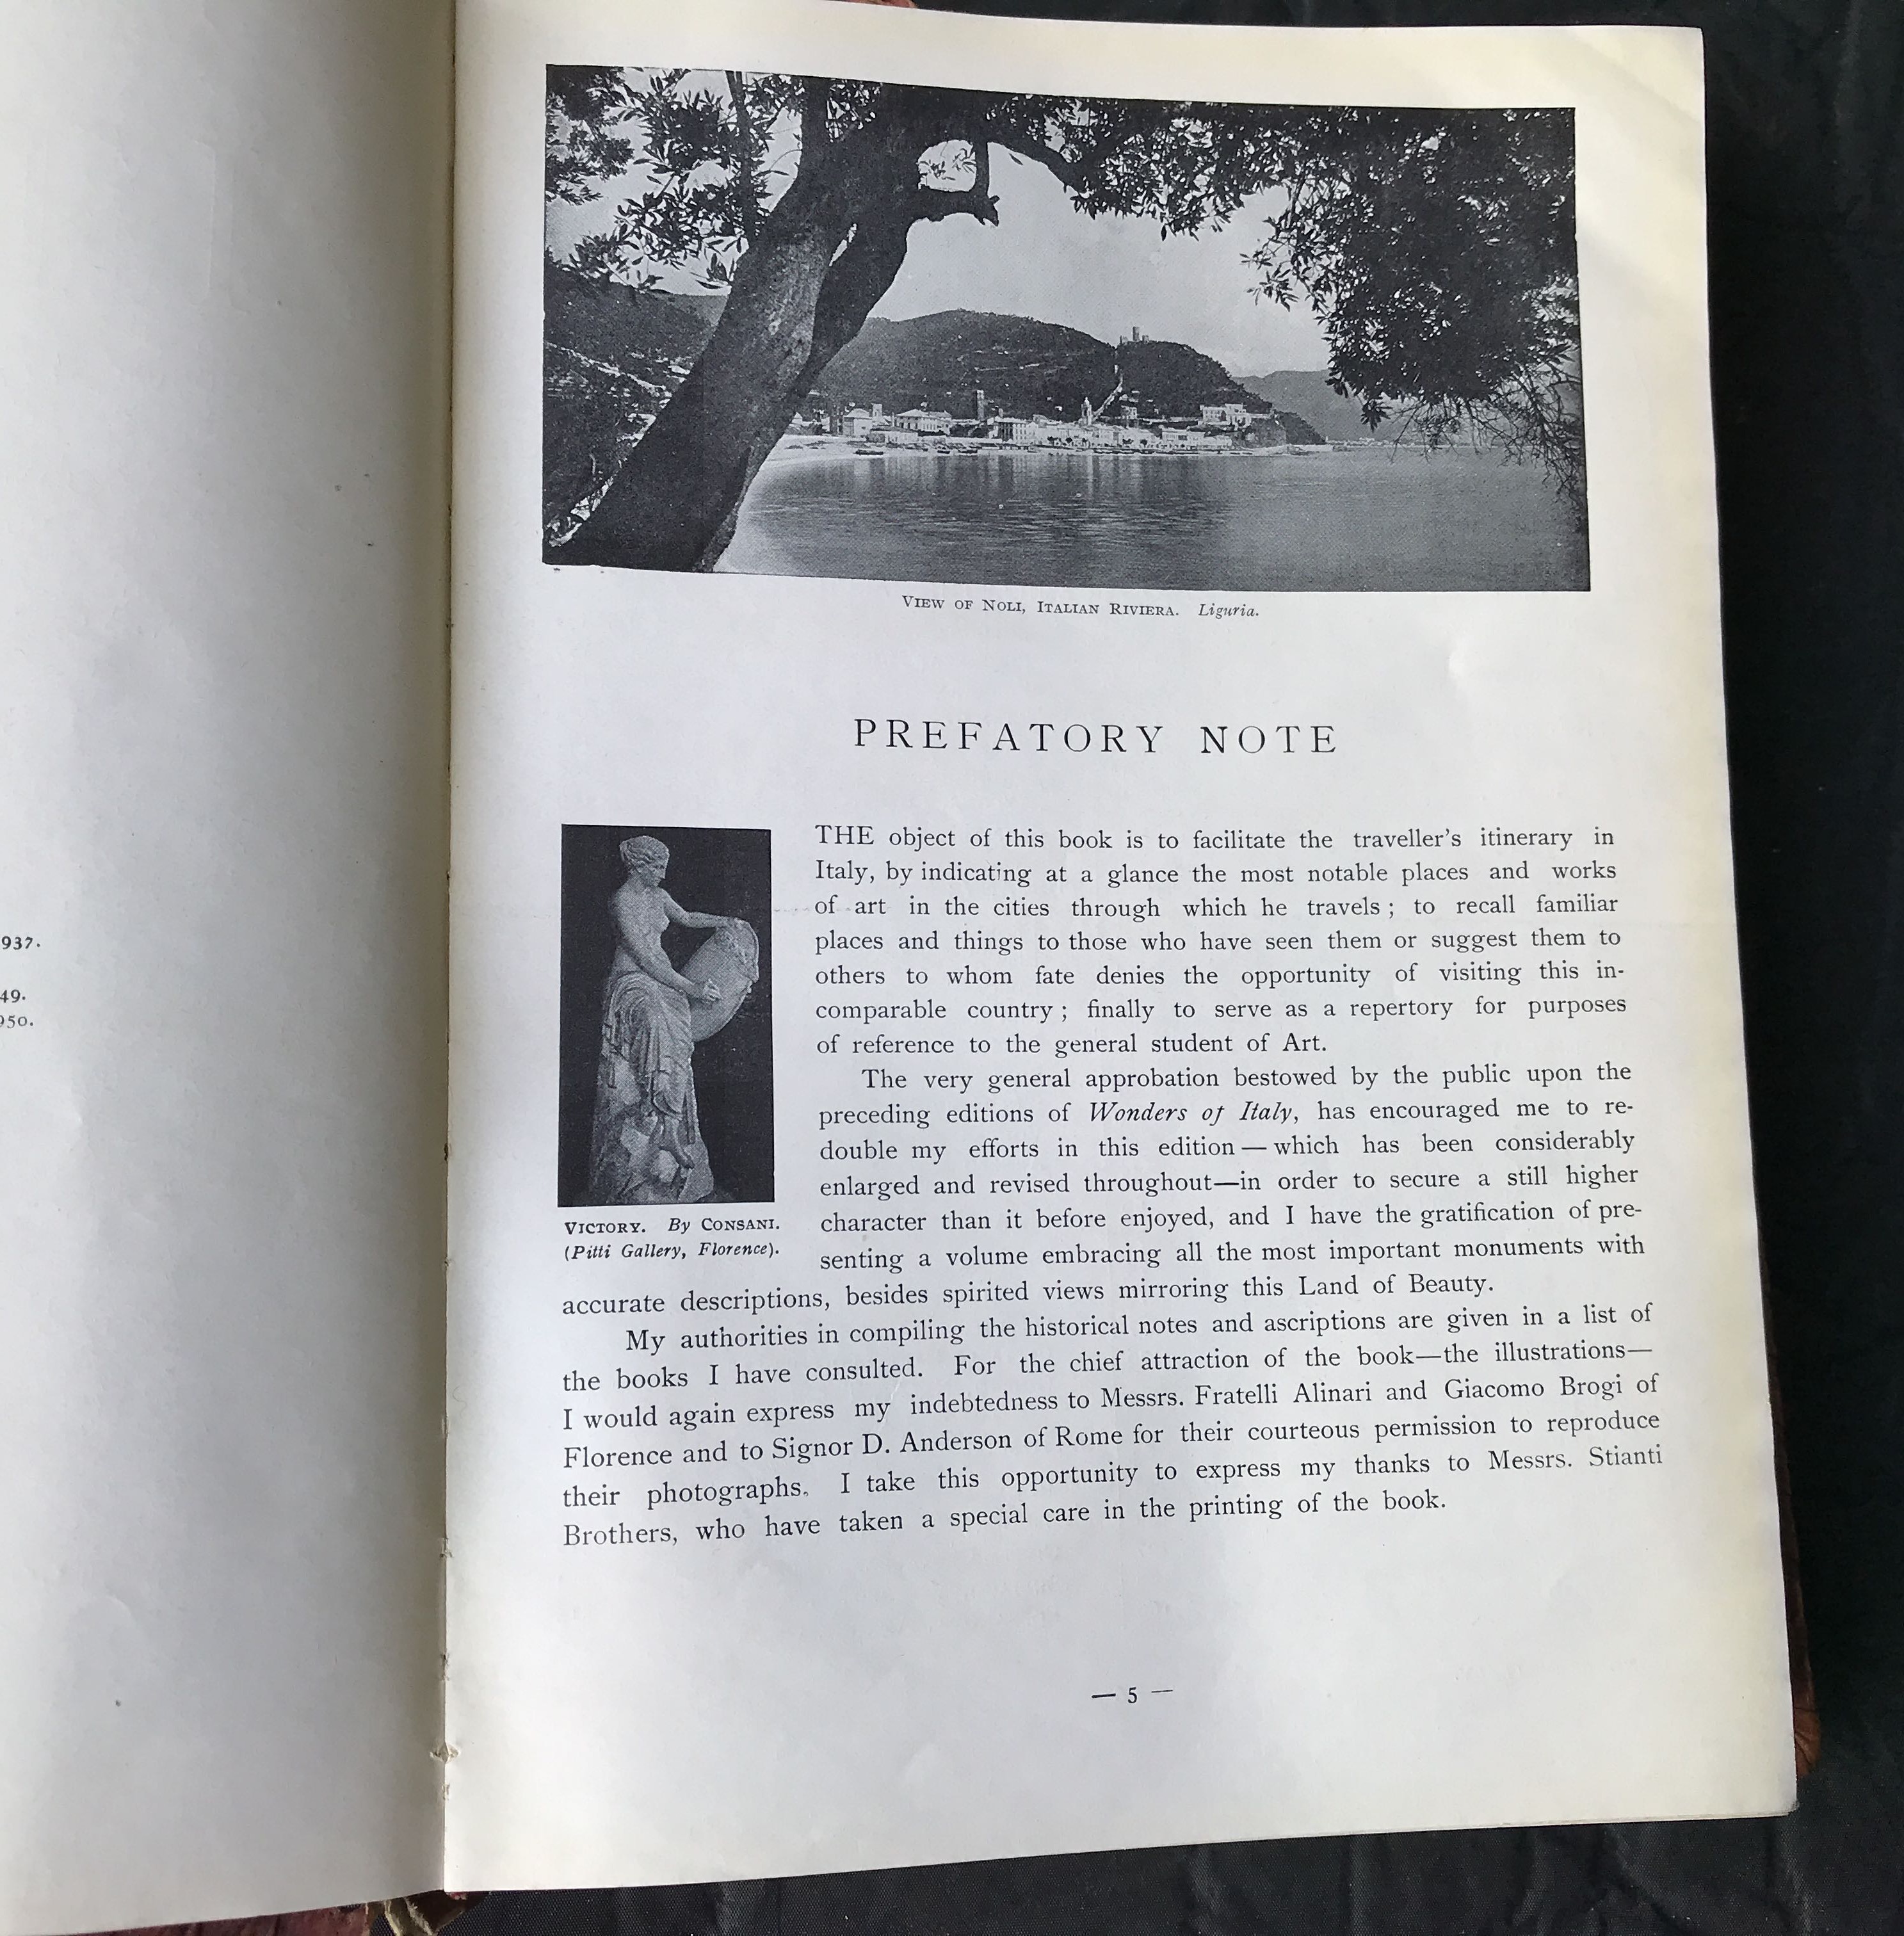 937.
49.
950.
VIEW OF NOLI, ITALIAN RIVIERA. Liguria.
PREFATORY NOTE
THE object of this book is to facilitate the traveller's itinerary in
Italy, by indicating at a glance the most notable places and works
of art in the cities through which he travels; to recall familiar
places and things to those who have seen them or suggest them to
others to whom fate denies the opportunity of visiting this in-
comparable country; finally to serve as a repertory for purposes
of reference to the general student of Art.
The very general approbation bestowed by the public upon the
preceding editions of Wonders of Italy, has encouraged me to re-
double my efforts in this edition — which has been considerably
enlarged and revised throughout—in order to secure a still higher
character than it before enjoyed, and I have the gratification of pre-
senting a volume embracing all the most important monuments with
accurate descriptions, besides spirited views mirroring this Land of Beauty.
VICTORY. By CONSANI.
(Pitti Gallery, Florence).
My authorities in compiling the historical notes and ascriptions are given in a list of
the books I have consulted. For the chief attraction of the book—the illustrations—
I would again express my indebtedness to Messrs. Fratelli Alinari and Giacomo Brogi of
Florence and to Signor D. Anderson of Rome for their courteous permission to reproduce
their photographs. I take this opportunity to express my thanks to Messrs. Stianti
Brothers, who have taken a special care in the printing of the book.
— 5 —